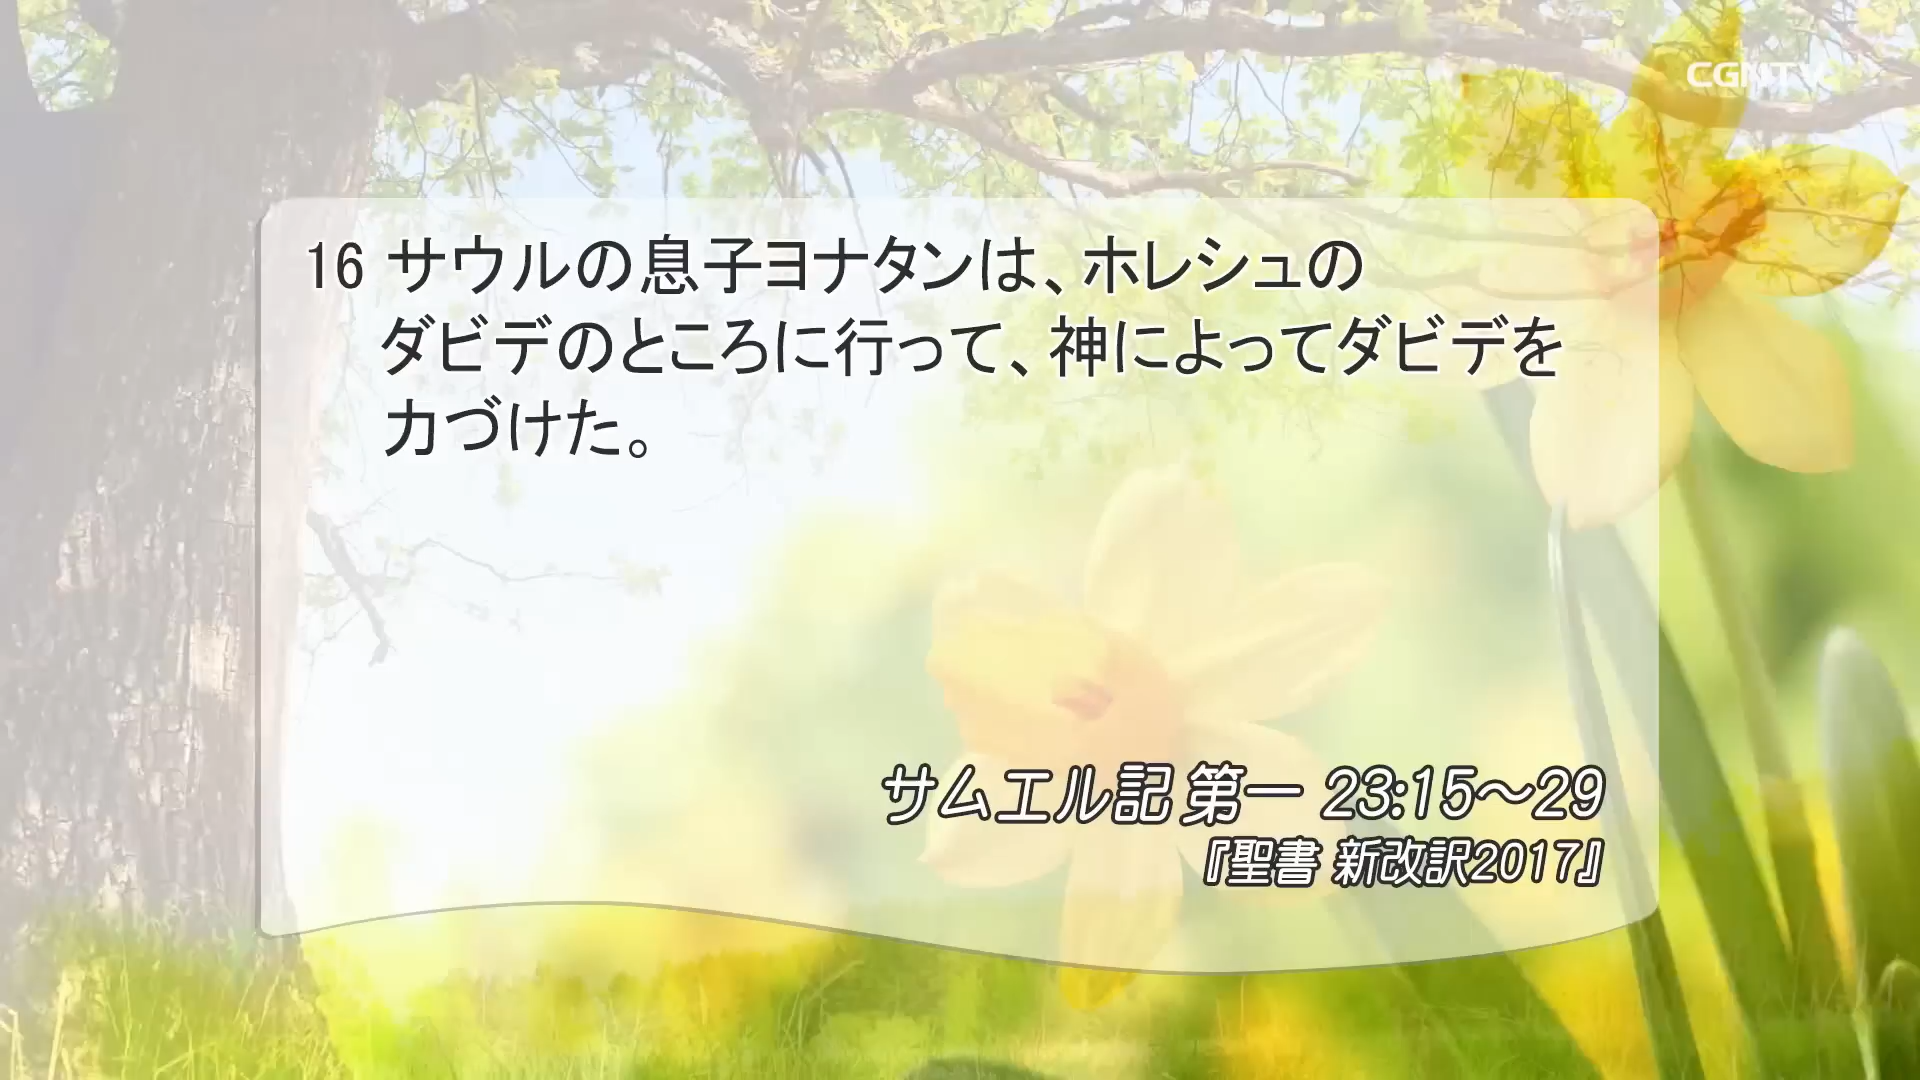 CGNTV
16 サウルの息子ヨナタンは、ホレシュの
ダビデのところに行って、神によってダビデを
力づけた。
サムエル記 第一 23:15～29
『聖書 新改訳2017』